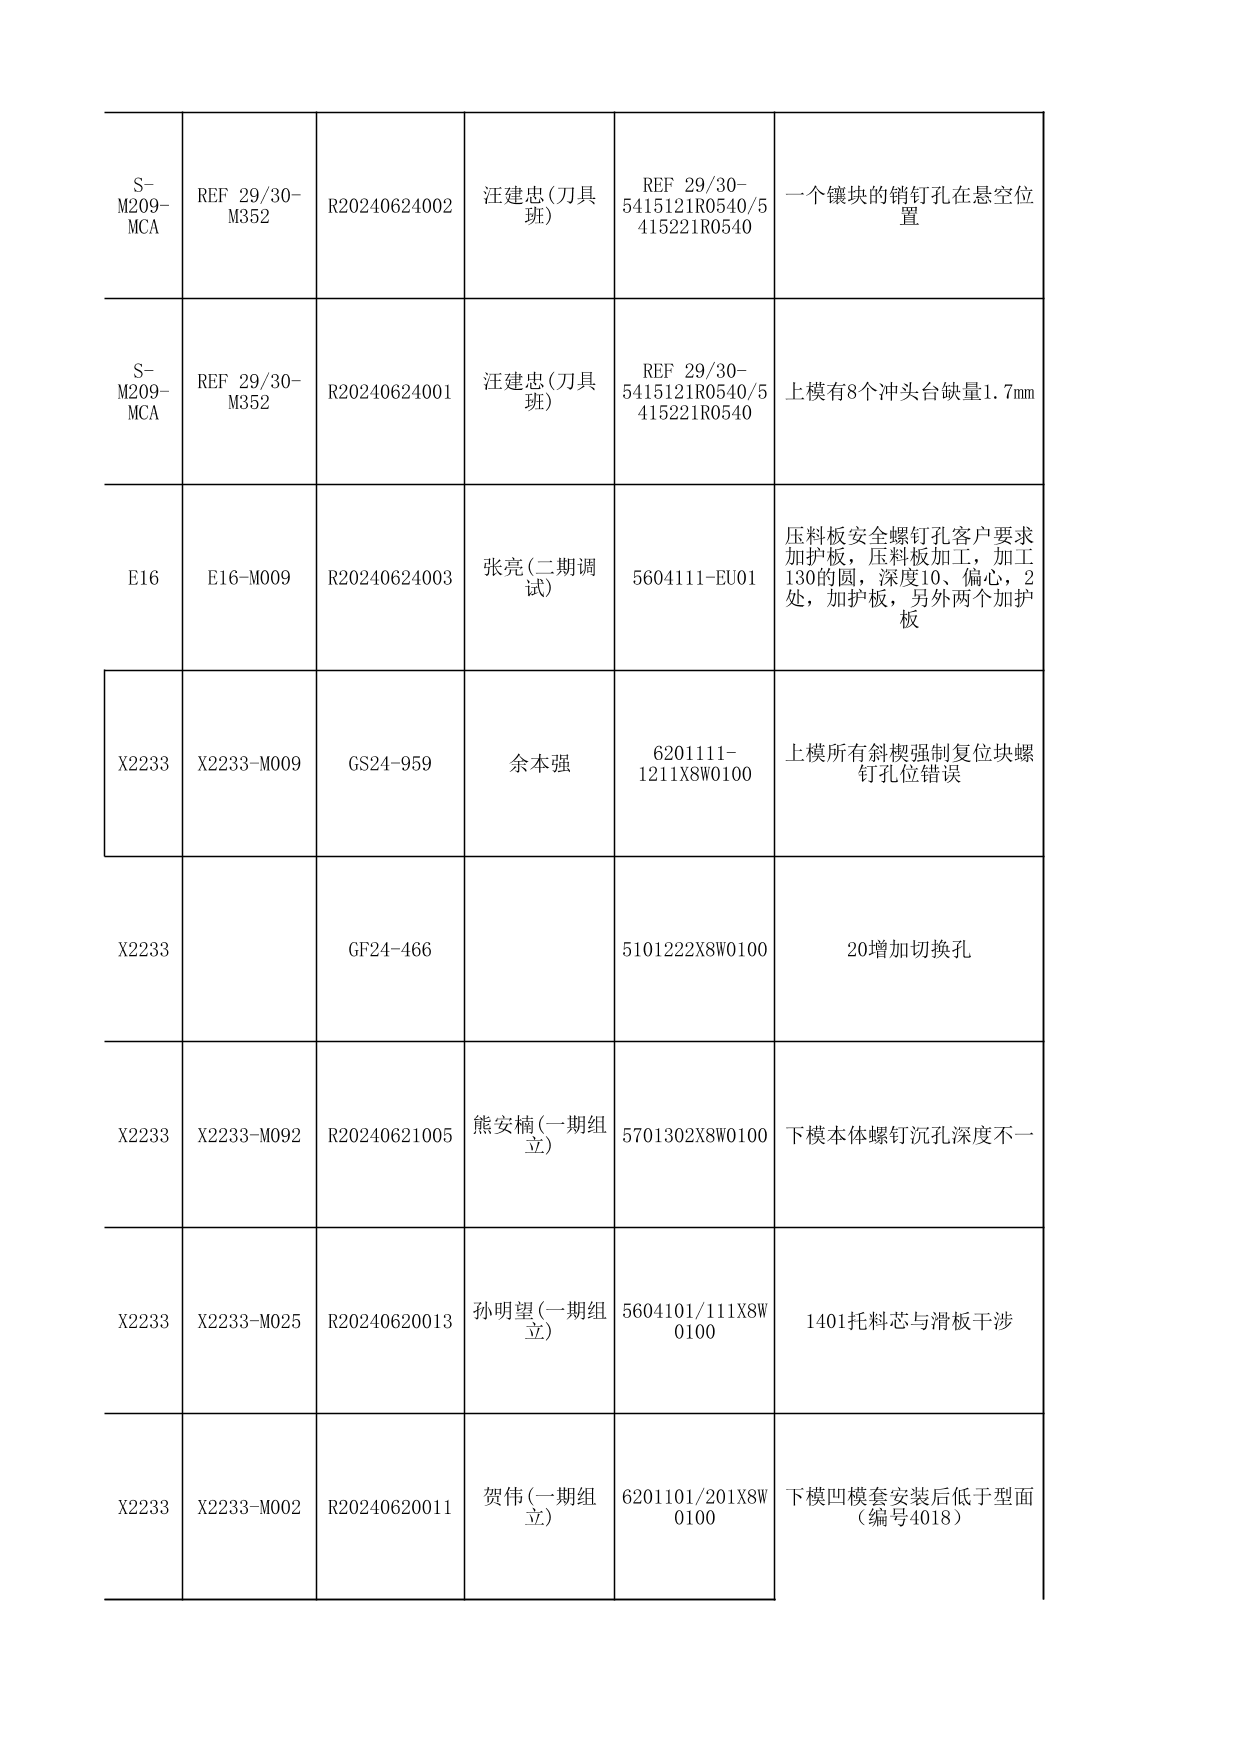 S-
M209-
MCA
REF 29/30-
M352
R20240624002
汪建忠(刀具
班)
REF 29/30-
5415121R0540/5
415221R0540
一个镶块的销钉孔在悬空位
置
S-
M209-
MCA
REF 29/30-
M352
R20240624001
汪建忠(刀具
班)
REF 29/30-
5415121R0540/5
415221R0540
上模有8个冲头台缺量1.7mm
E16
E16-M009
R20240624003
张亮(二期调
试)
5604111-EU01
压料板安全螺钉孔客户要求
加护板，压料板加工，加工
130的圆，深度10、偏心，2
处，加护板，另外两个加护
板
X2233
X2233-M009
GS24-959
余本强
6201111-
1211X8W0100
上模所有斜楔强制复位块螺
钉孔位错误
X2233
GF24-466
5101222X8W0100
20增加切换孔
X2233
X2233-M092
R20240621005
熊安楠(一期组
立)
5701302X8W0100
下模本体螺钉沉孔深度不一
X2233
X2233-M025
R20240620013
孙明望(一期组
立)
5604101/111X8W
0100
1401托料芯与滑板干涉
X2233
X2233-M002
R20240620011
贺伟(一期组
立)
6201101/201X8W
0100
下模凹模套安装后低于型面
（编号4018）